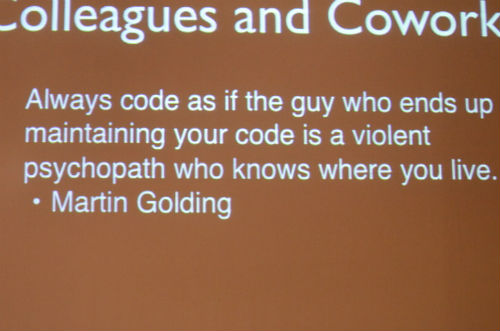 Colleagues and Cowork
Always code as if the guy who ends up
maintaining your code is a violent
psychopath who knows where you live.
• Martin Golding